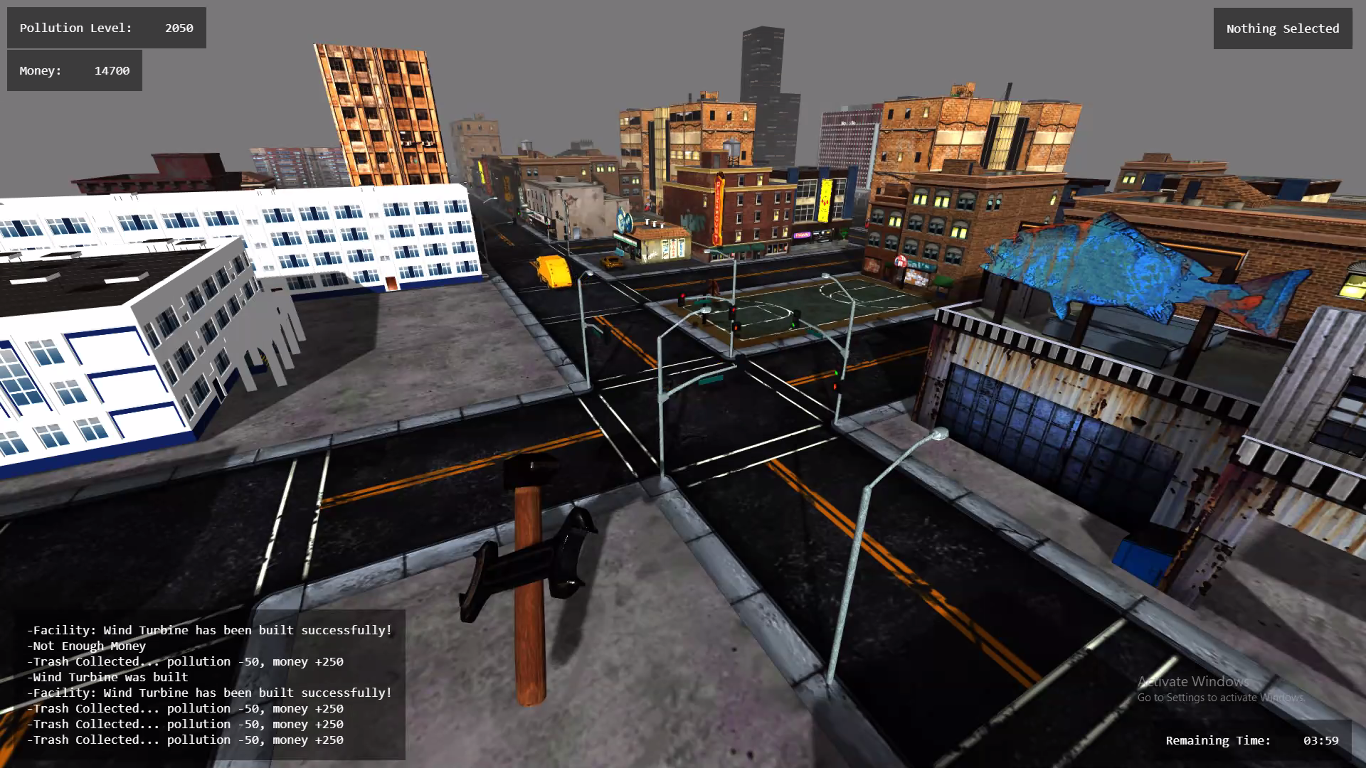 Pollution Level: 2050
Nothing Selected
Money: 14700
-Facility: Wind Turbine has been built successfully!
-Not Enough Money
-Trash Collected... pollution -50, money +250
-Wind Turbine was built
-Facility: Wind Turbine has been built successfully!
-Trash Collected... pollution -50, money +250
-Trash Collected... pollution -50, money +250
-Trash Collected... pollution -50, money +250
Activate Windows
Go to Settings to activate Windows.
Remaining Time: 03:59